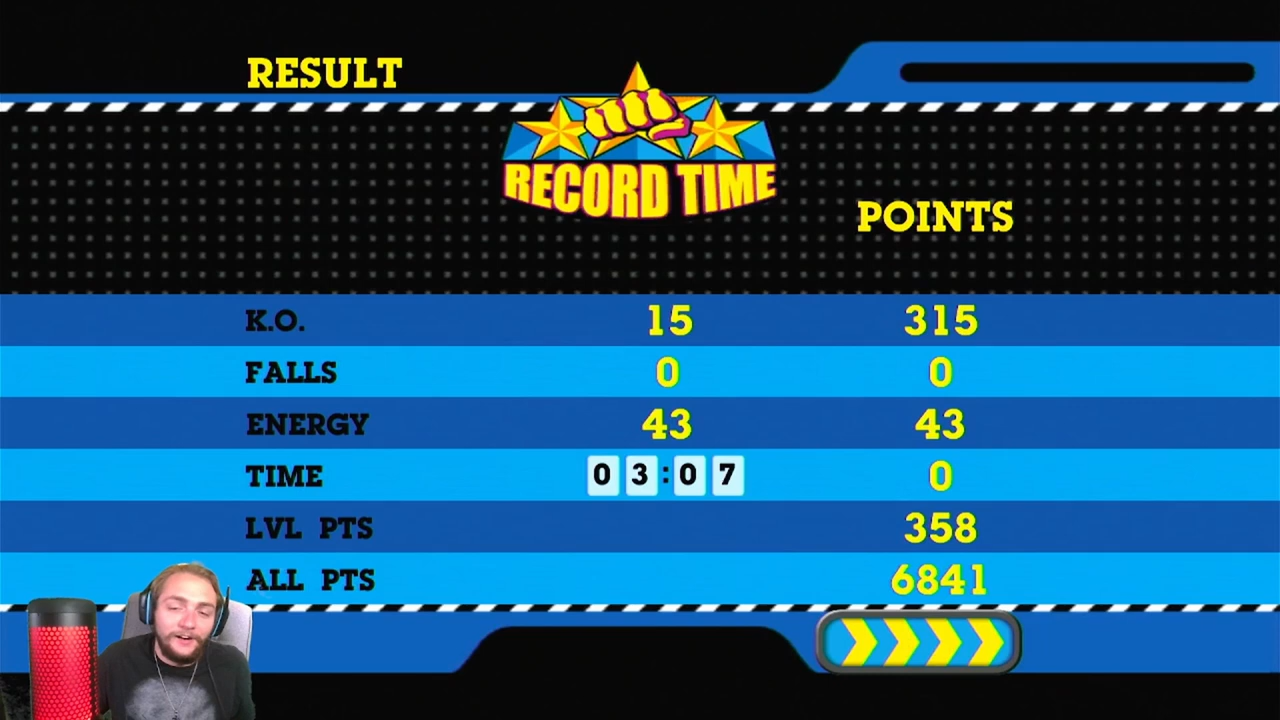 RESULT
RECORD TIME
POINTS
K.O. 15 315
FALLS 0 0
ENERGY 43 43
TIME 03:07 0
LVL PTS 358
ALL PTS 6841